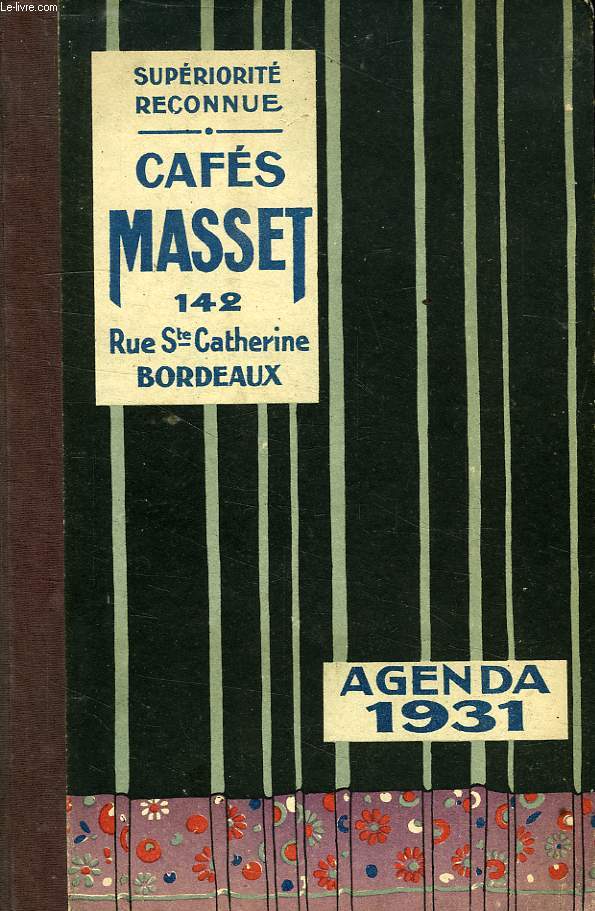 Le-livre.com
SUPÉRIORITÉ
RECONNUE
CAFÉS
MASSET
142
Rue Ste Catherine
BORDEAUX
AGENDA
1931